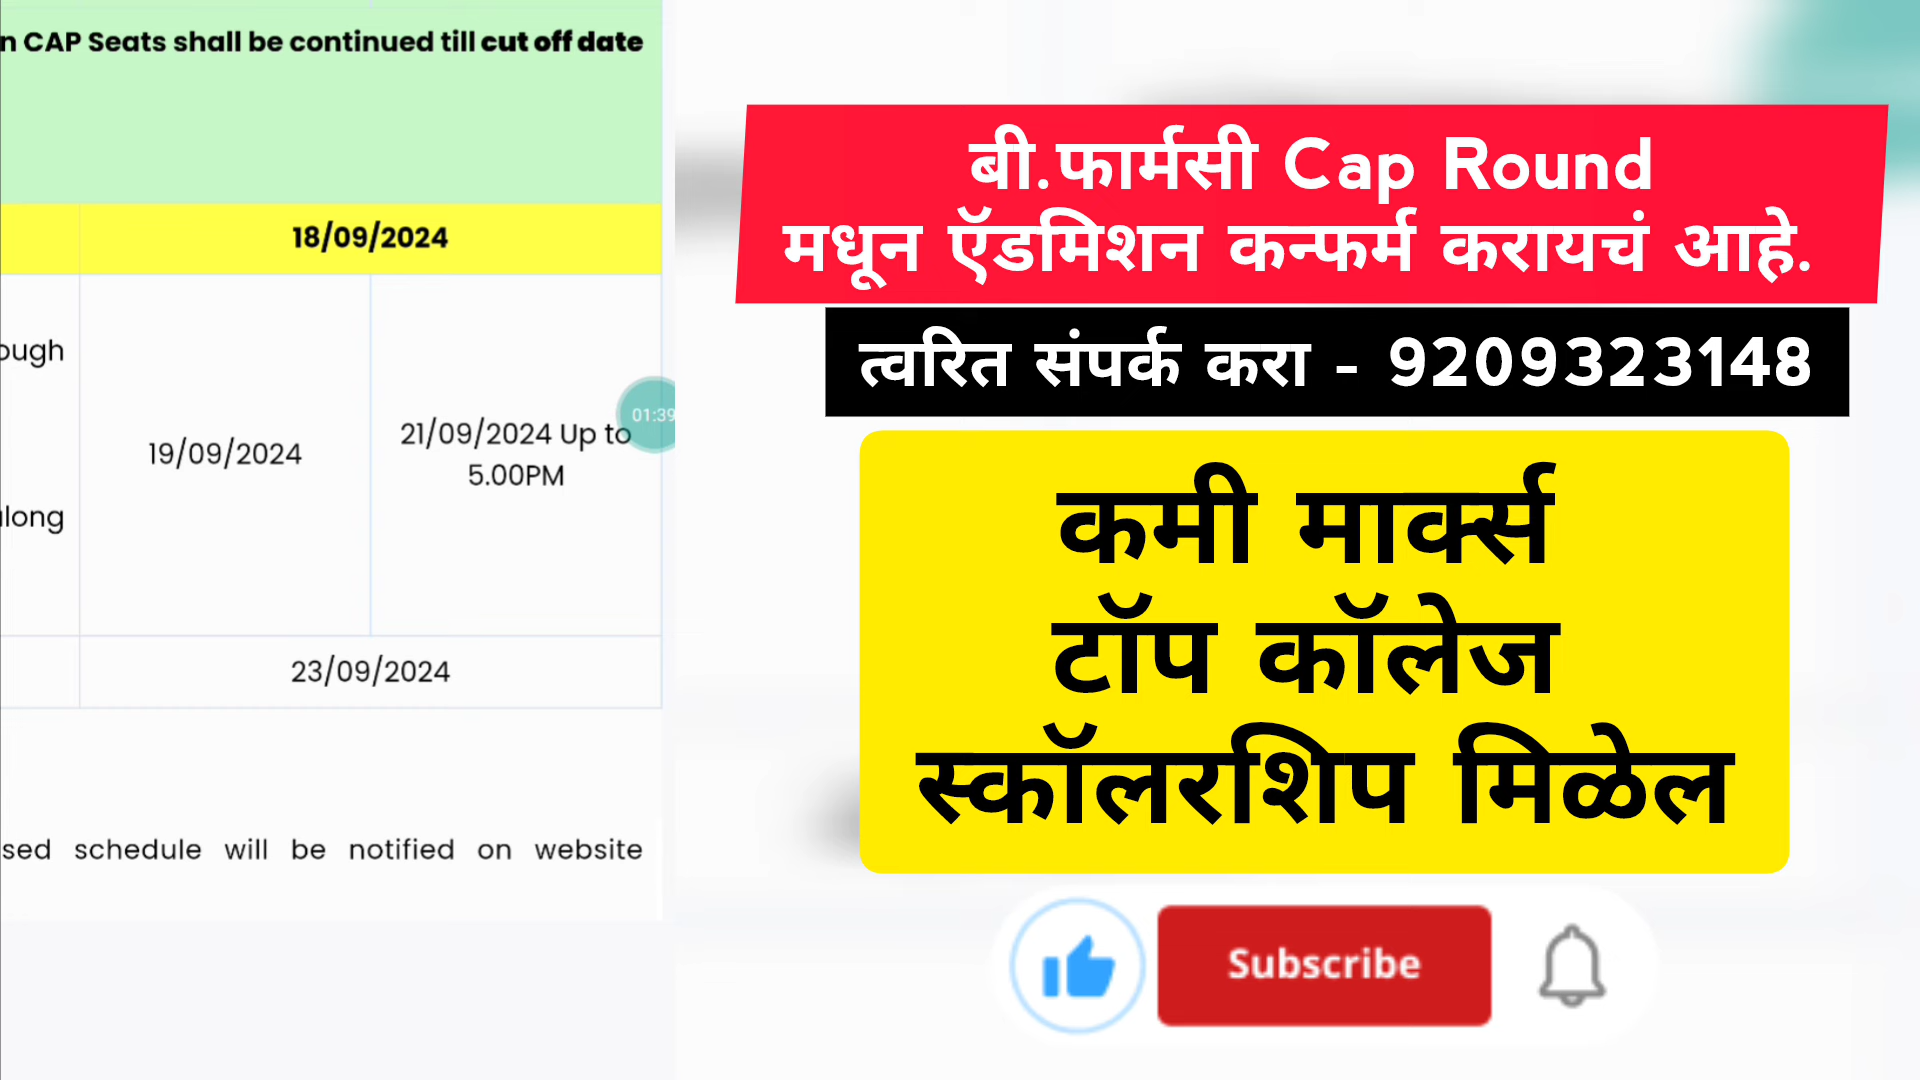 n CAP Seats shall be continued till cut off date
18/09/2024
ough
19/09/2024
21/09/2024 Up to
5.00PM
01:39
long
23/09/2024
sed schedule will be notified on website
बी.फार्मसी Cap Round
मधून ऍडमिशन कन्फर्म करायचं आहे.
त्वरित संपर्क करा - 9209323148
कमी मार्क्स
टॉप कॉलेज
स्कॉलरशिप मिळेल
Subscribe